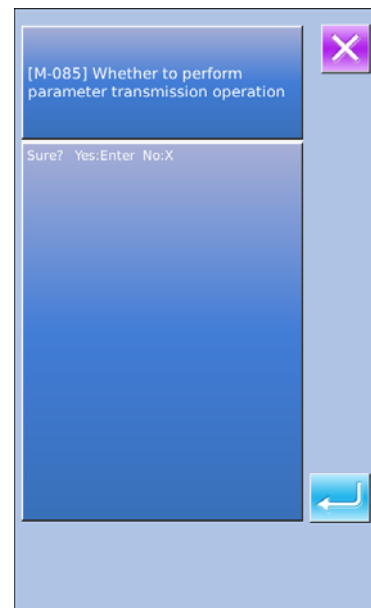 [M-085] Whether to perform
parameter transmission operation
Sure? Yes:Enter No:X